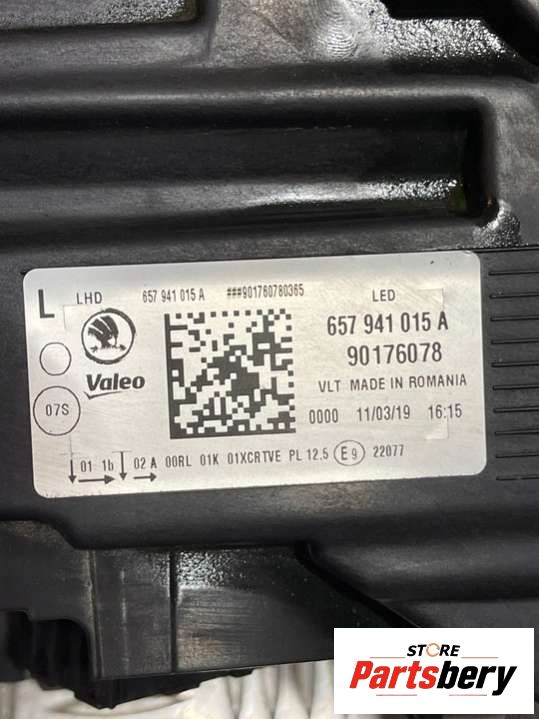 L LHD 657 941 015 A ###901760780365 LED
657 941 015 A
90176078
Valeo
VLT MADE IN ROMANIA
07S
0000 11/03/19 16:15
01 1b 02 A 00RL 01K 01XCRTVE PL 12.5 E9 22077
STORE
Partsbery